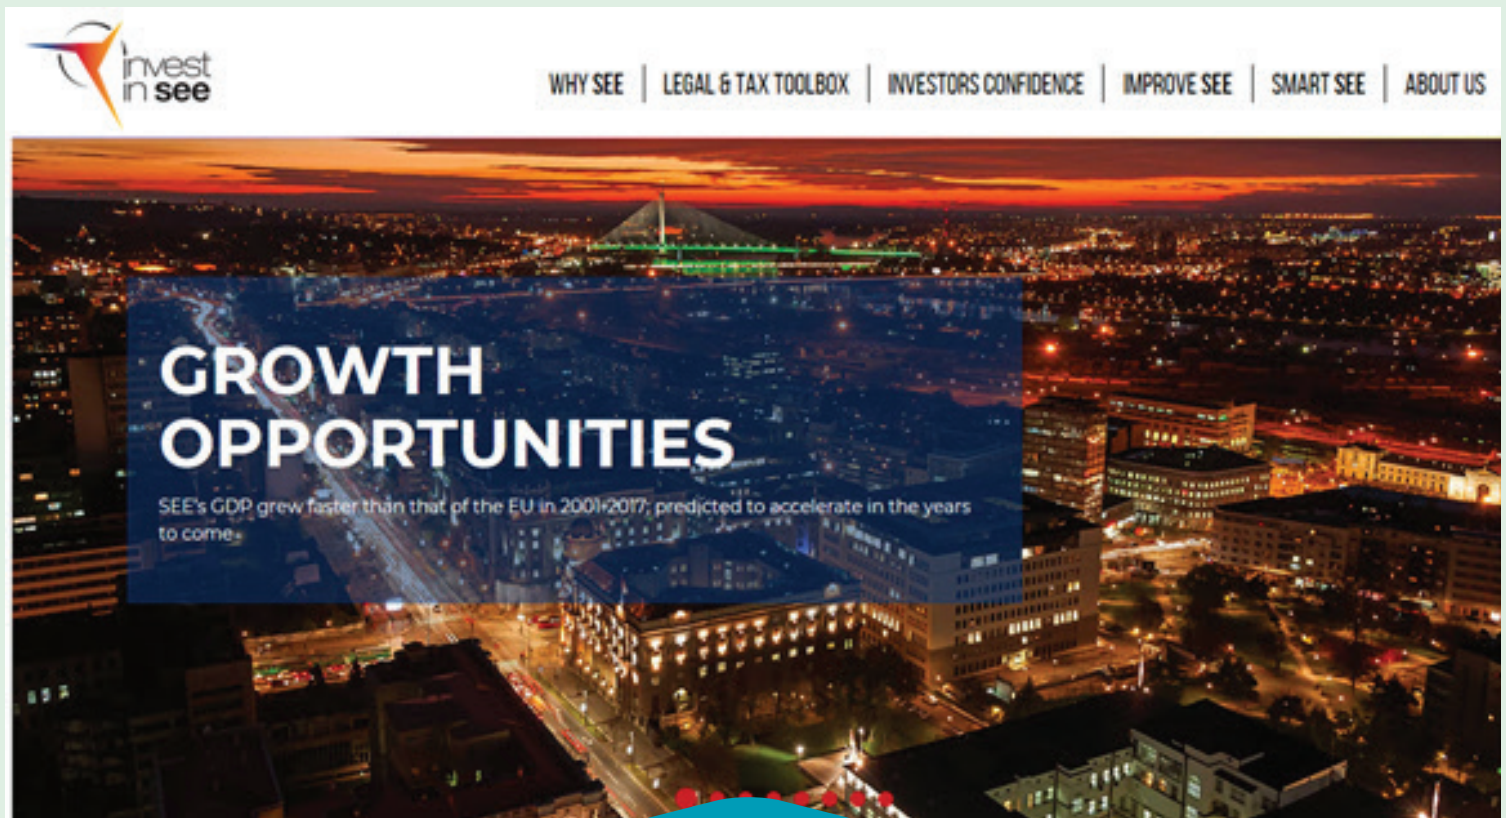 invest
in see
WHY SEE | LEGAL & TAX TOOLBOX | INVESTORS CONFIDENCE | IMPROVE SEE | SMART SEE | ABOUT US
GROWTH
OPPORTUNITIES
SEE's GDP grew faster than that of the EU in 2001-2017; predicted to accelerate in the years
to come